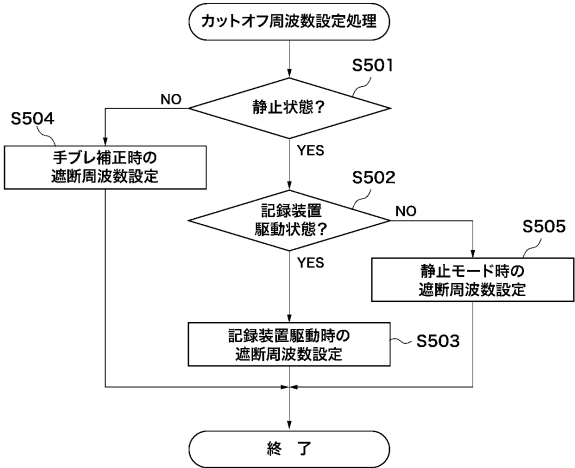 カットオフ周波数設定処理
S501
静止状態?
NO
YES
S504
手ブレ補正時の
遮断周波数設定
S502
記録装置
駆動状態?
NO
YES
S505
静止モード時の
遮断周波数設定
記録装置駆動時の
遮断周波数設定
S503
終 了